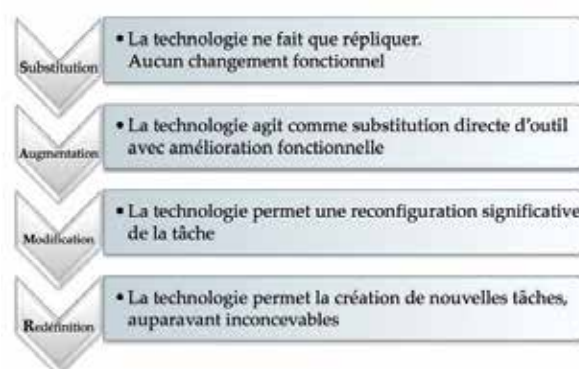 Substitution
• La technologie ne fait que répliquer.
Aucun changement fonctionnel
Augmentation
• La technologie agit comme substitution directe d'outil
avec amélioration fonctionnelle
Modification
• La technologie permet une reconfiguration significative
de la tâche
Redéfinition
• La technologie permet la création de nouvelles tâches,
auparavant inconcevables